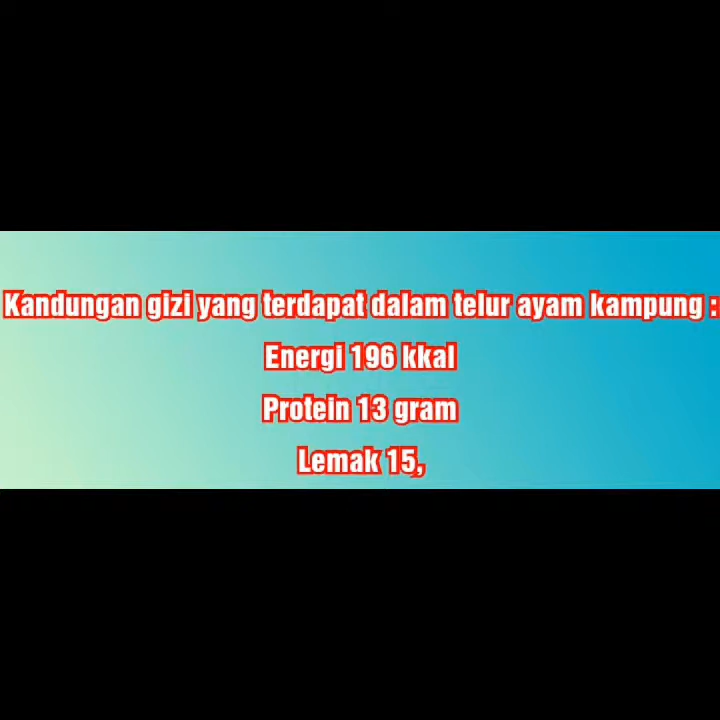 Kandungan gizi yang terdapat dalam telur ayam kampung :
Energi 196 kkal
Protein 13 gram
Lemak 15,